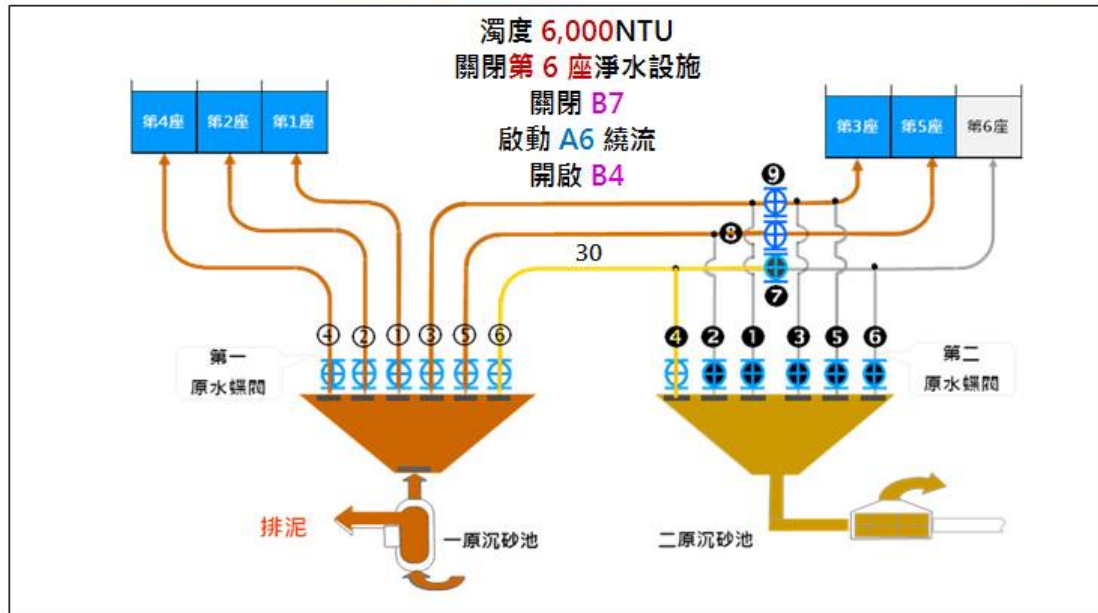 濁度 6,000NTU
關閉第 6 座淨水設施
關閉 B7
啟動 A6 繞流
開啟 B4
第4座 第2座 第1座
第3座 第5座 第6座
❾
❽
30
❼
④ ② ① ③ ⑤ ⑥
❹ ❷ ❶ ❸ ❺ ❻
第一
原水蝶閥
第二
原水蝶閥
排泥
一原沉砂池
二原沉砂池